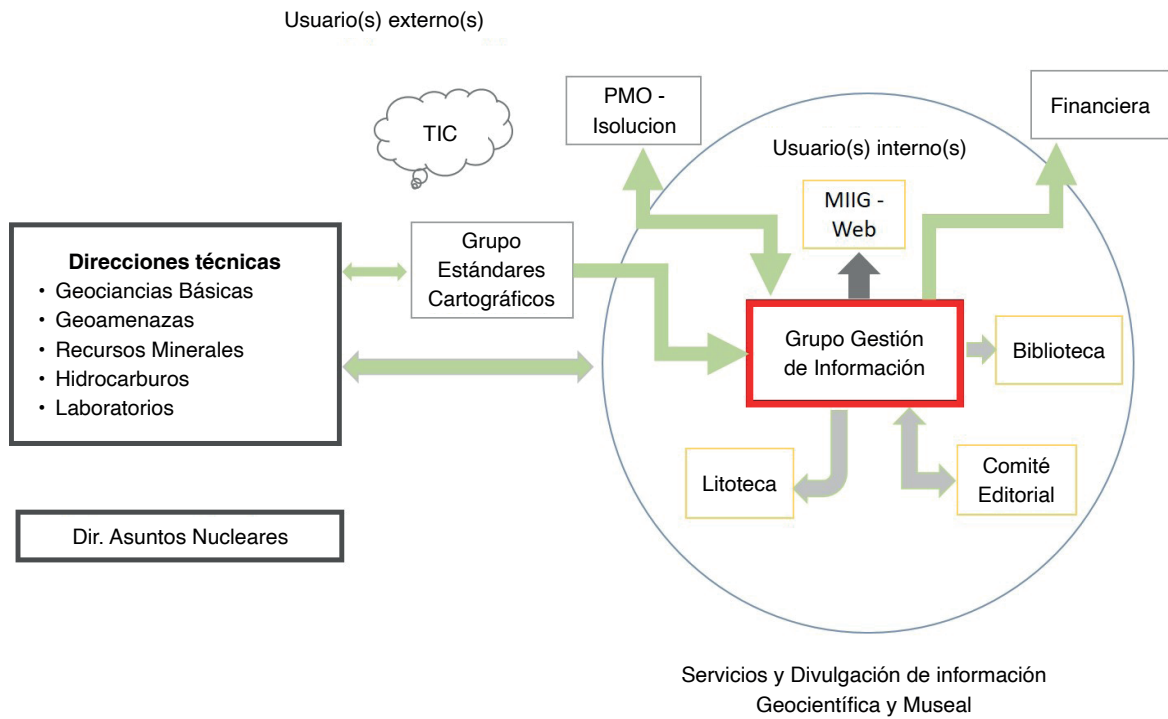 Usuario(s) externo(s)
TIC
PMO -
Isolucion
Financiera
Usuario(s) interno(s)
MIIG -
Web
Direcciones técnicas
• Geociancias Básicas
• Geoamenazas
• Recursos Minerales
• Hidrocarburos
• Laboratorios
Grupo
Estándares
Cartográficos
Grupo Gestión
de Información
Biblioteca
Litoteca
Comité
Editorial
Dir. Asuntos Nucleares
Servicios y Divulgación de información
Geocientífica y Museal